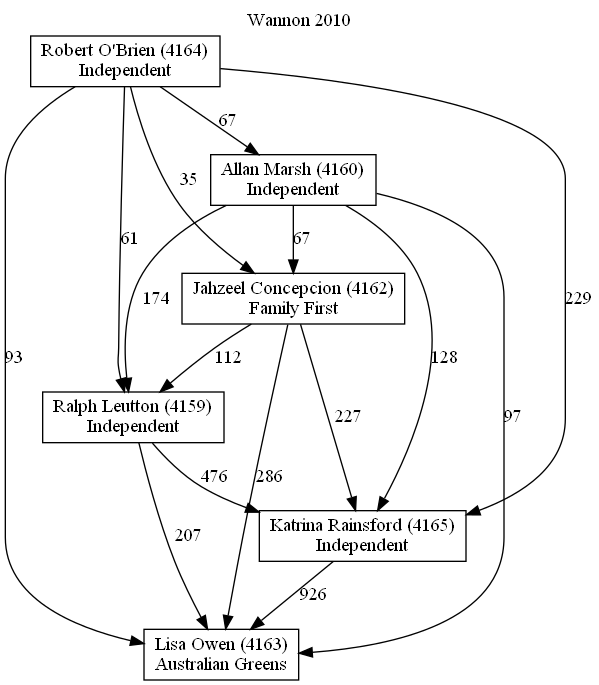 Wannon 2010
Robert O'Brien (4164)
Independent
67
Allan Marsh (4160)
Independent
35
61
67
174
Jahzeel Concepcion (4162)
Family First
229
93
112
128
Ralph Leutton (4159)
Independent
227
97
476
286
Katrina Rainsford (4165)
Independent
207
926
Lisa Owen (4163)
Australian Greens